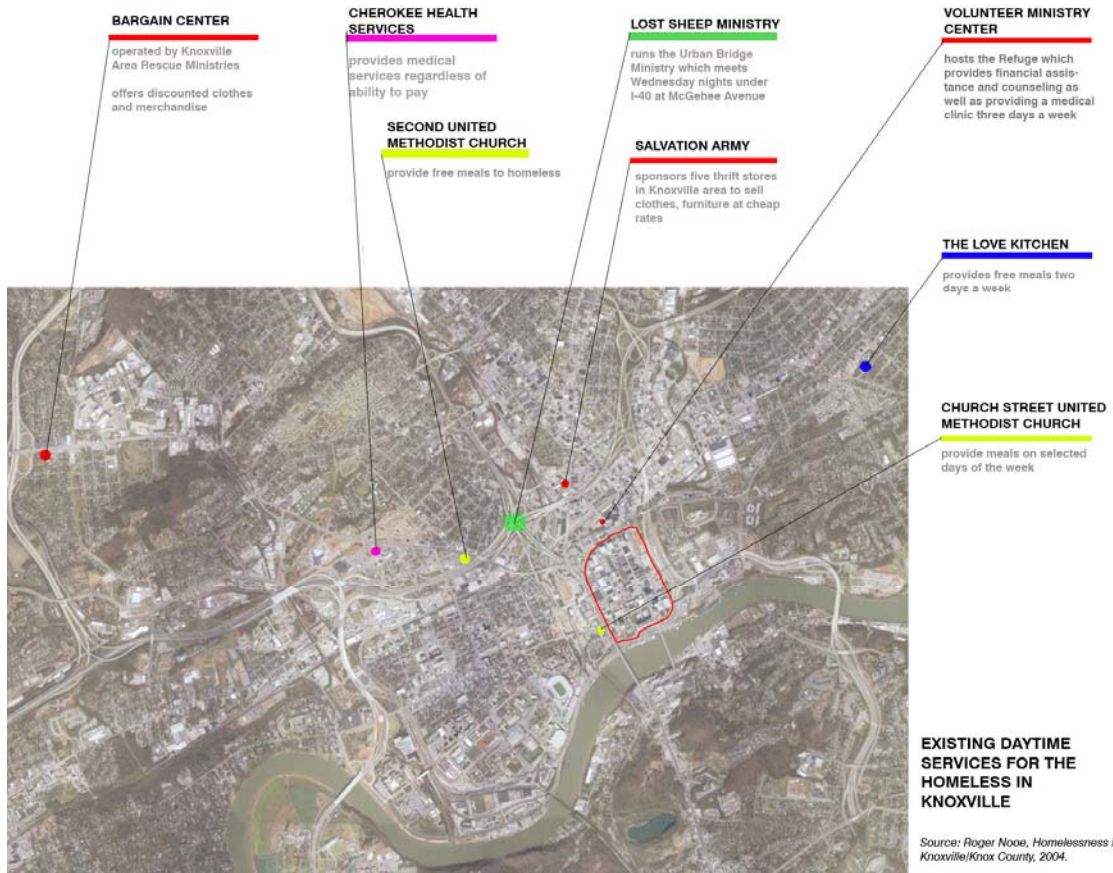 BARGAIN CENTER
operated by Knoxville
Area Rescue Ministries
offers discounted clothes
and merchandise
CHEROKEE HEALTH
SERVICES
provides medical
services regardless of
ability to pay
SECOND UNITED
METHODIST CHURCH
provide free meals to homeless
LOST SHEEP MINISTRY
runs the Urban Bridge
Ministry which meets
Wednesday nights under
I-40 at McGehee Avenue
SALVATION ARMY
sponsors five thrift stores
in Knoxville area to sell
clothes, furniture at cheap
rates
VOLUNTEER MINISTRY
CENTER
hosts the Refuge which
provides financial assis-
tance and counseling as
well as providing a medical
clinic three days a week
THE LOVE KITCHEN
provides free meals two
days a week
CHURCH STREET UNITED
METHODIST CHURCH
provide meals on selected
days of the week
EXISTING DAYTIME
SERVICES FOR THE
HOMELESS IN
KNOXVILLE
Source: Roger Nooe, Homelessness
Knoxville/Knox County, 2004.